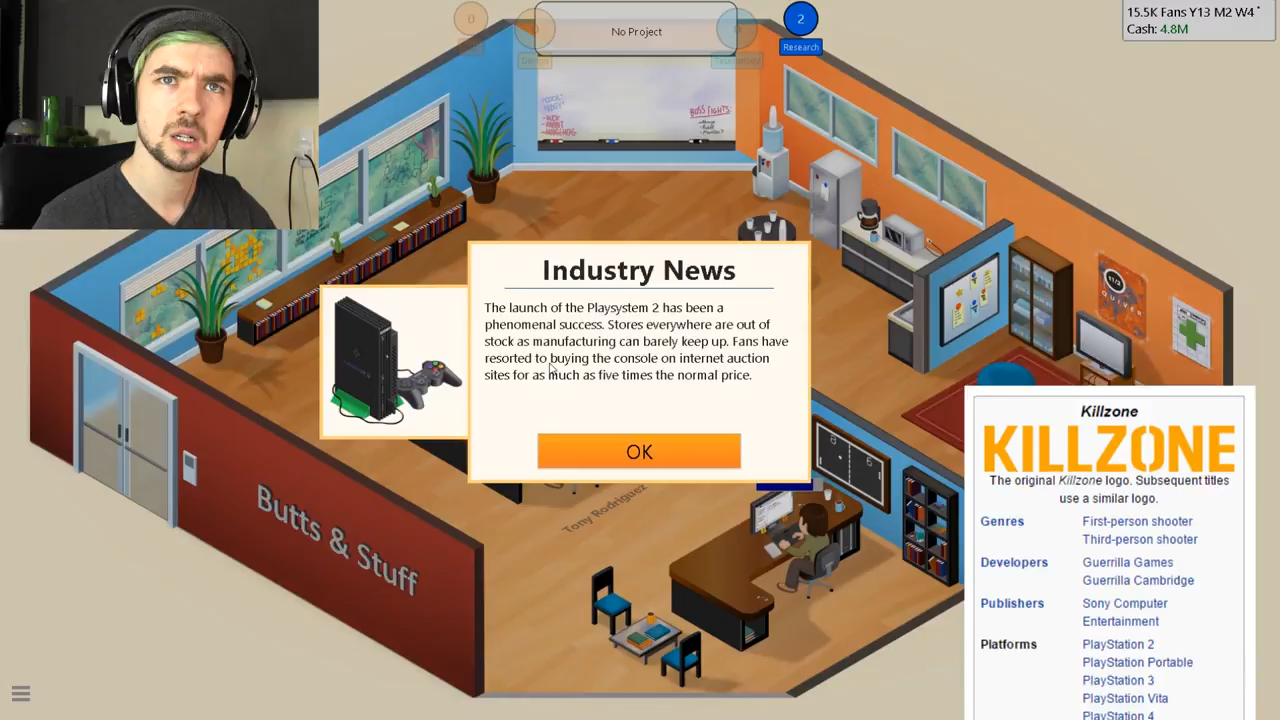 0
No Project
2
Research
15.5K Fans Y13 M2 W4
Cash: 4.8M
BOSS FIGHTS:
Industry News
The launch of the Playsystem 2 has been a
phenomenal success. Stores everywhere are out of
stock as manufacturing can barely keep up. Fans have
resorted to buying the console on internet auction
sites for as much as five times the normal price.
OK
Butts & Stuff
Tony Rodriguez
Killzone
KILLZONE
The original Killzone logo. Subsequent titles
use a similar logo.
Genres
First-person shooter
Third-person shooter
Developers
Guerrilla Games
Guerrilla Cambridge
Publishers
Sony Computer
Entertainment
Platforms
PlayStation 2
PlayStation Portable
PlayStation 3
PlayStation Vita
PlayStation 4